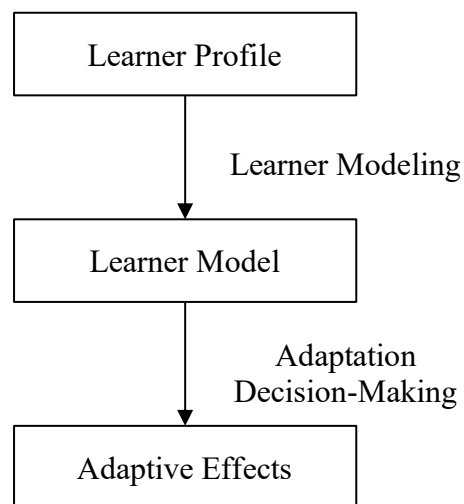 Learner Profile
Learner Modeling
Learner Model
Adaptation
Decision-Making
Adaptive Effects